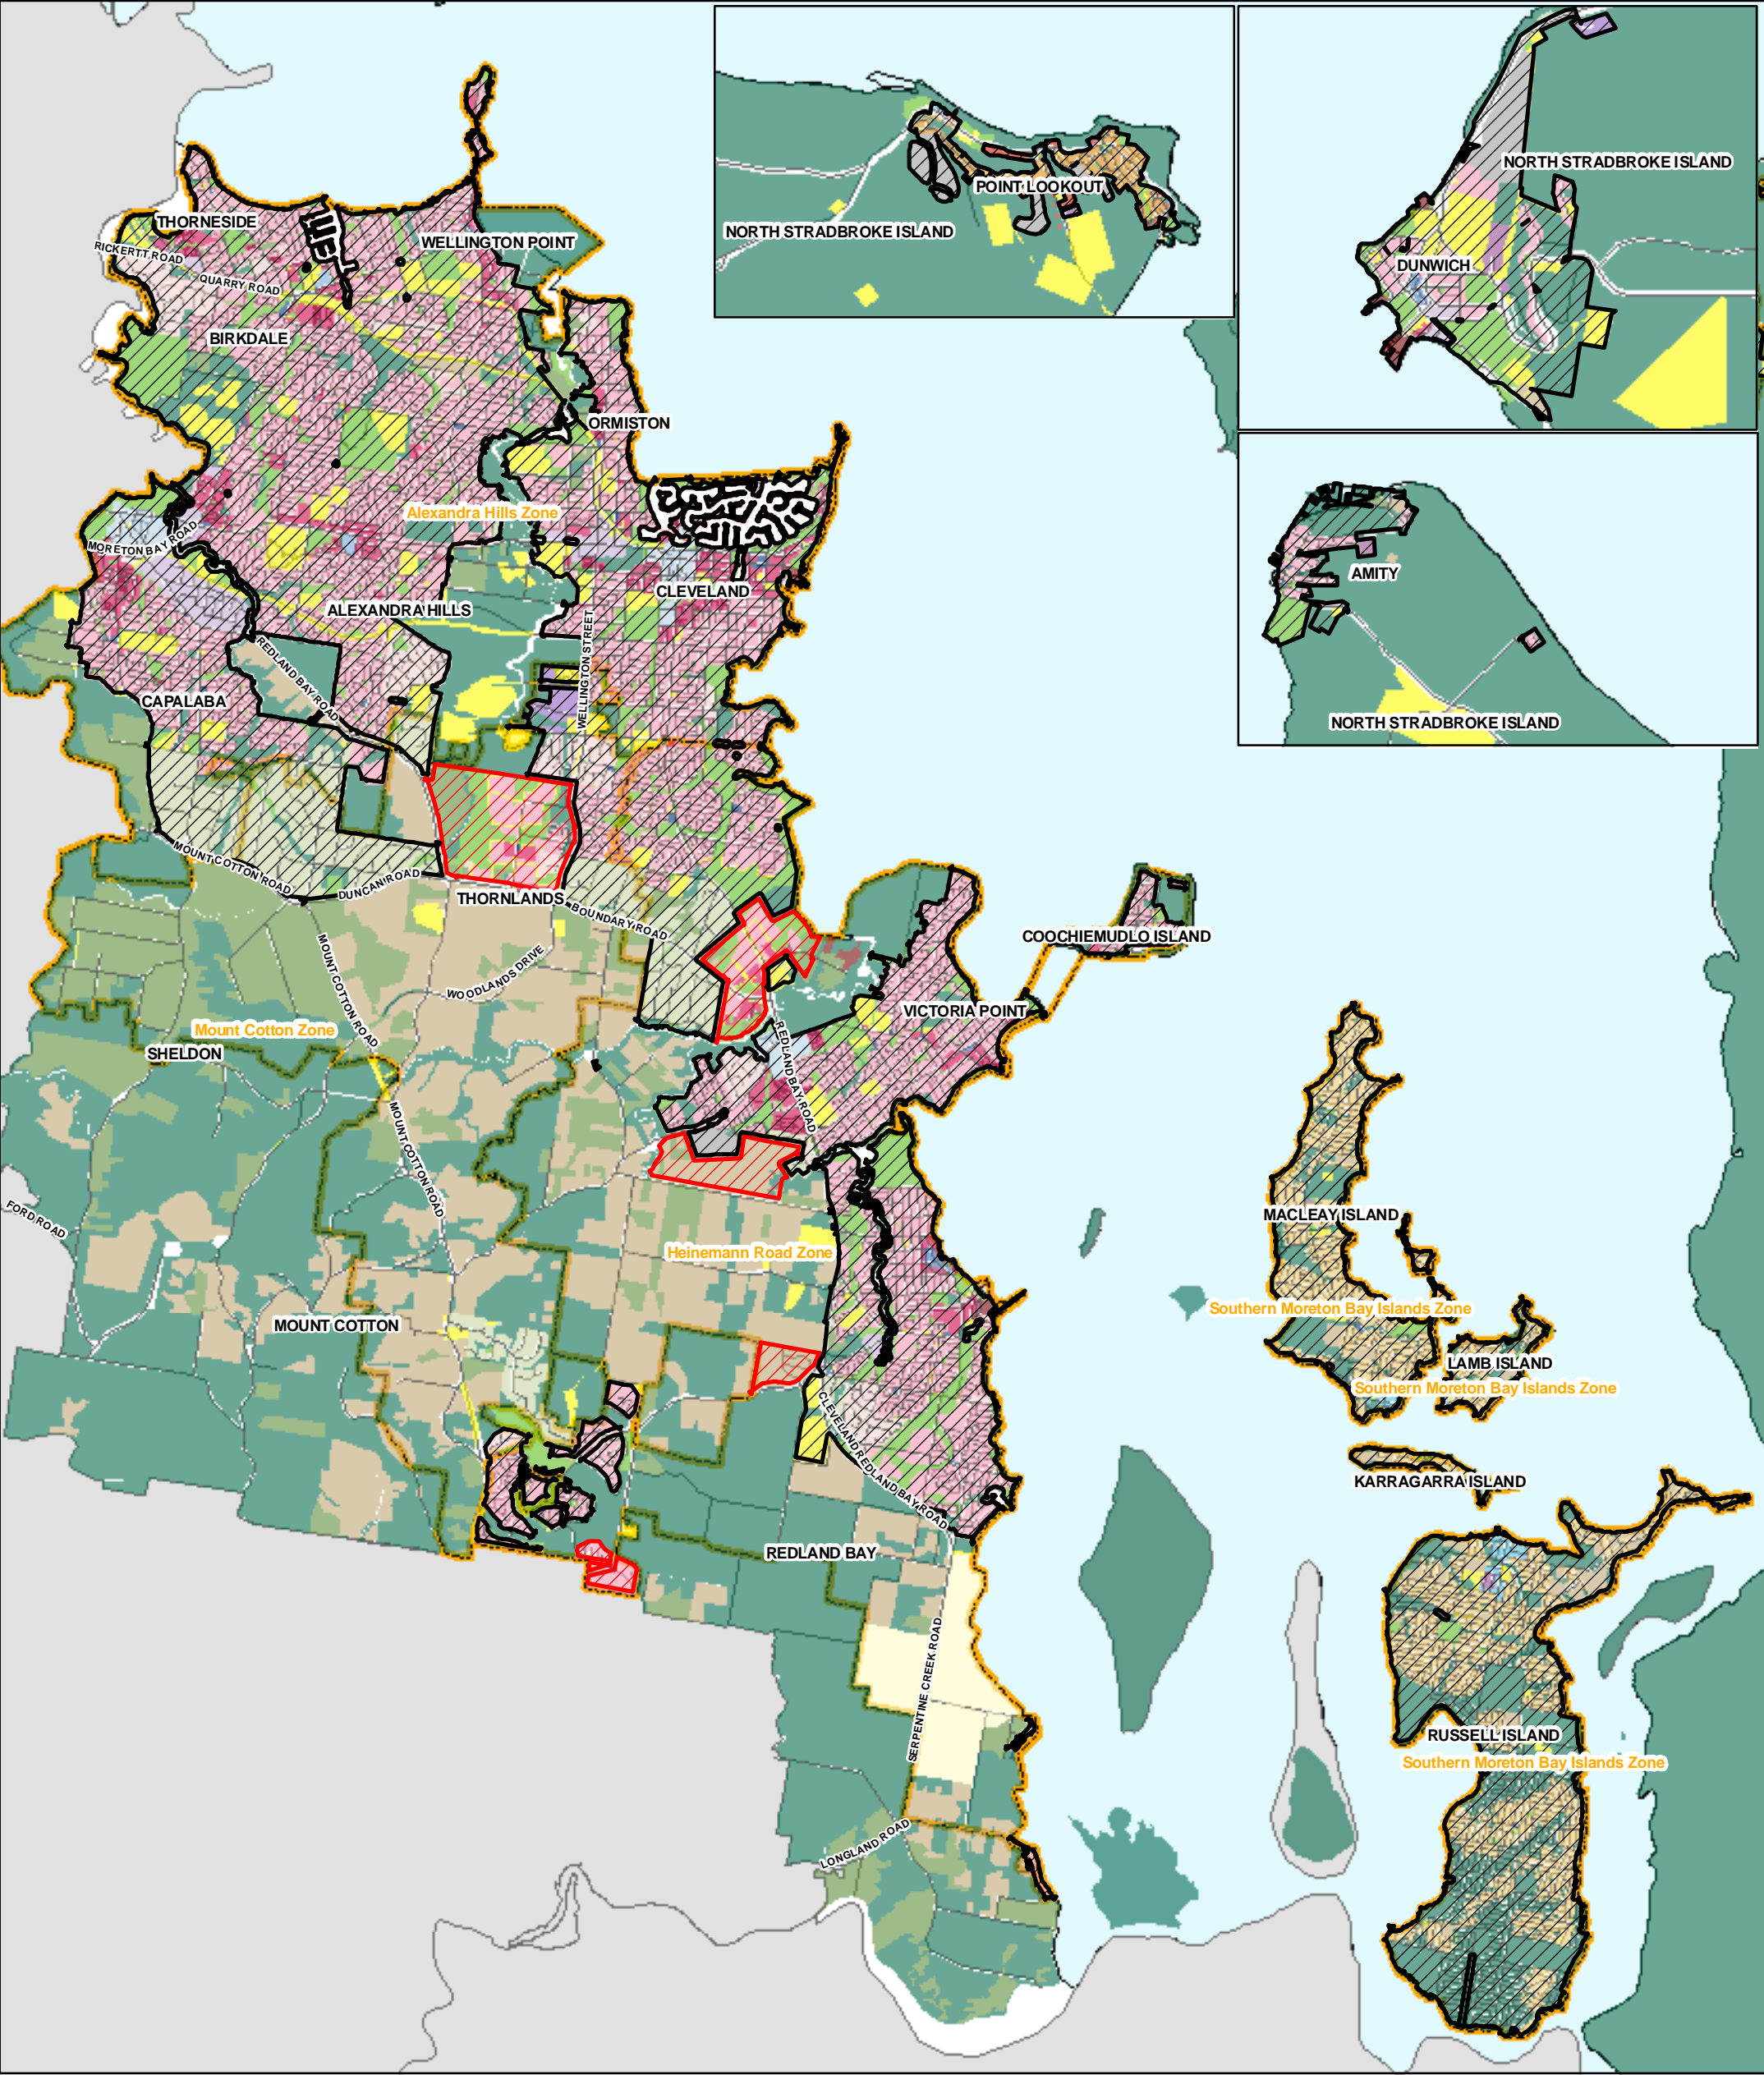 THORNESIDE
RICKERTT ROAD
QUARRY ROAD
WELLINGTON POINT
BIRKDALE
ORMISTON
Alexandra Hills Zone
MORETON BAY ROAD
CLEVELAND
ALEXANDRA HILLS
WELLINGTON STREET
REDLAND BAY ROAD
CAPALABA
MOUNT COTTON ROAD
DUNCAN ROAD
THORNLANDS
BOUNDARY ROAD
MOUNT COTTON ROAD
WOODLANDS DRIVE
COOCHIEMUDLO ISLAND
VICTORIA POINT
Mount Cotton Zone
SHELDON
REDLAND BAY ROAD
MOUNT COTTON ROAD
FORD ROAD
MACLEAY ISLAND
Heinemann Road Zone
Southern Moreton Bay Islands Zone
MOUNT COTTON
LAMB ISLAND
Southern Moreton Bay Islands Zone
CLEVELAND REDLAND BAY ROAD
KARRAGARRA ISLAND
REDLAND BAY
SERPENTINE CREEK ROAD
RUSSELL ISLAND
Southern Moreton Bay Islands Zone
LONGLAND ROAD
POINT LOOKOUT
NORTH STRADBROKE ISLAND
NORTH STRADBROKE ISLAND
DUNWICH
AMITY
NORTH STRADBROKE ISLAND